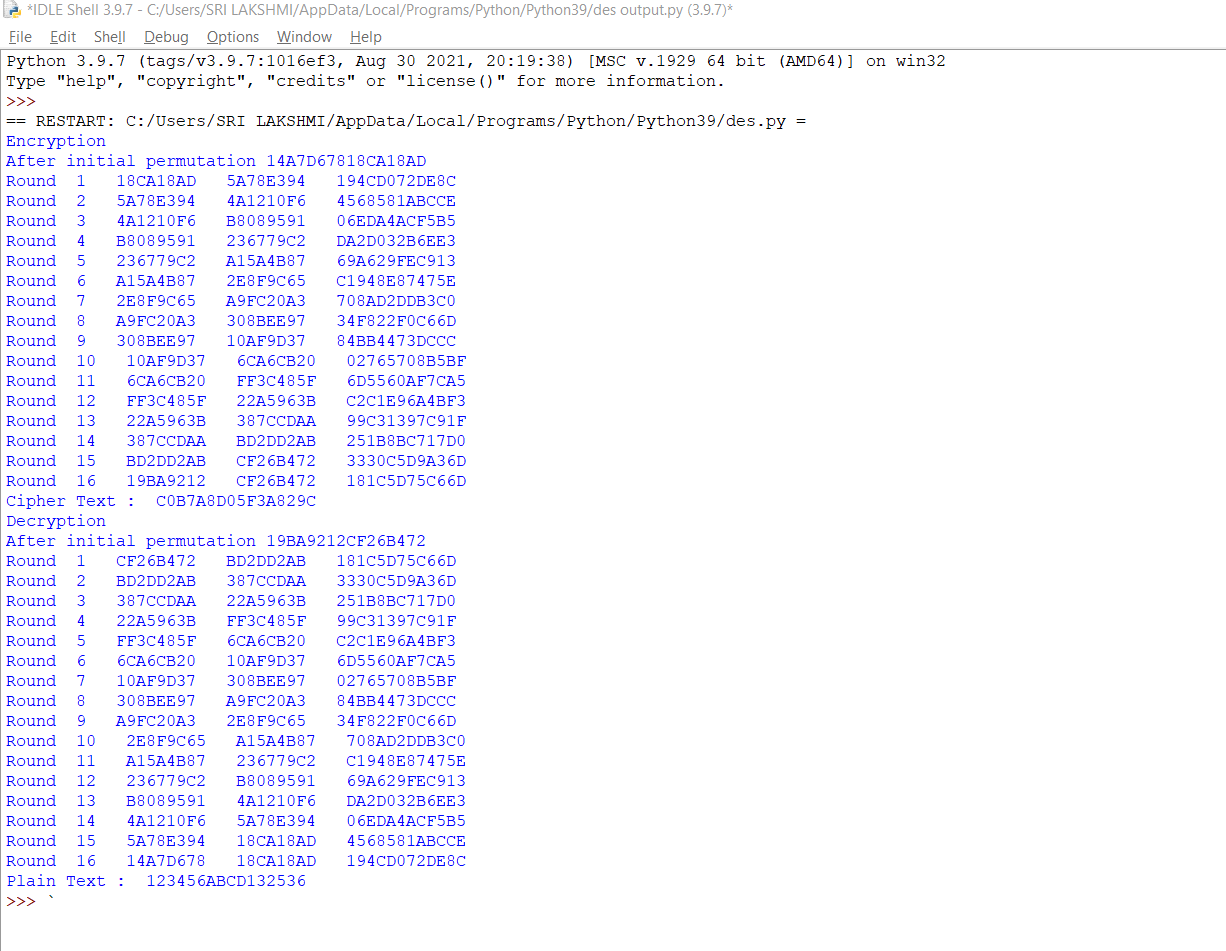 *IDLE Shell 3.9.7 - C:/Users/SRI LAKSHMI/AppData/Local/Programs/Python/Python39/des output.py (3.9.7)*
File Edit Shell Debug Options Window Help
Python 3.9.7 (tags/v3.9.7:1016ef3, Aug 30 2021, 20:19:38) [MSC v.1929 64 bit (AMD64)] on win32
Type "help", "copyright", "credits" or "license()" for more information.
>>>
== RESTART: C:/Users/SRI LAKSHMI/AppData/Local/Programs/Python/Python39/des.py =
Encryption
After initial permutation 14A7D67818CA18AD
Round  1   18CA18AD   5A78E394   194CD072DE8C
Round  2   5A78E394   4A1210F6   4568581ABCCE
Round  3   4A1210F6   B8089591   06EDA4ACF5B5
Round  4   B8089591   236779C2   DA2D032B6EE3
Round  5   236779C2   A15A4B87   69A629FEC913
Round  6   A15A4B87   2E8F9C65   C1948E87475E
Round  7   2E8F9C65   A9FC20A3   708AD2DDB3C0
Round  8   A9FC20A3   308BEE97   34F822F0C66D
Round  9   308BEE97   10AF9D37   84BB4473DCCC
Round  10   10AF9D37   6CA6CB20   02765708B5BF
Round  11   6CA6CB20   FF3C485F   6D5560AF7CA5
Round  12   FF3C485F   22A5963B   C2C1E96A4BF3
Round  13   22A5963B   387CCDAA   99C31397C91F
Round  14   387CCDAA   BD2DD2AB   251B8BC717D0
Round  15   BD2DD2AB   CF26B472   3330C5D9A36D
Round  16   19BA9212   CF26B472   181C5D75C66D
Cipher Text :  C0B7A8D05F3A829C
Decryption
After initial permutation 19BA9212CF26B472
Round  1   CF26B472   BD2DD2AB   181C5D75C66D
Round  2   BD2DD2AB   387CCDAA   3330C5D9A36D
Round  3   387CCDAA   22A5963B   251B8BC717D0
Round  4   22A5963B   FF3C485F   99C31397C91F
Round  5   FF3C485F   6CA6CB20   C2C1E96A4BF3
Round  6   6CA6CB20   10AF9D37   6D5560AF7CA5
Round  7   10AF9D37   308BEE97   02765708B5BF
Round  8   308BEE97   A9FC20A3   84BB4473DCCC
Round  9   A9FC20A3   2E8F9C65   34F822F0C66D
Round  10   2E8F9C65   A15A4B87   708AD2DDB3C0
Round  11   A15A4B87   236779C2   C1948E87475E
Round  12   236779C2   B8089591   69A629FEC913
Round  13   B8089591   4A1210F6   DA2D032B6EE3
Round  14   4A1210F6   5A78E394   06EDA4ACF5B5
Round  15   5A78E394   18CA18AD   4568581ABCCE
Round  16   14A7D678   18CA18AD   194CD072DE8C
Plain Text :  123456ABCD132536
>>> `